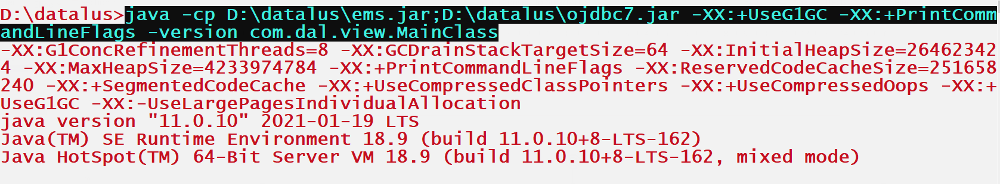 D:\datalus>java -cp D:\datalus\ems.jar;D:\datalus\ojdbc7.jar -XX:+UseG1GC -XX:+PrintComm
andLineFlags -version com.dal.view.MainClass
-XX:G1ConcRefinementThreads=8 -XX:GCDrainStackTargetSize=64 -XX:InitialHeapSize=26462342
4 -XX:MaxHeapSize=4233974784 -XX:+PrintCommandLineFlags -XX:ReservedCodeCacheSize=251658
240 -XX:+SegmentedCodeCache -XX:+UseCompressedClassPointers -XX:+UseCompressedOops -XX:+
UseG1GC -XX:-UseLargePagesIndividualAllocation
java version "11.0.10" 2021-01-19 LTS
Java(TM) SE Runtime Environment 18.9 (build 11.0.10+8-LTS-162)
Java HotSpot(TM) 64-Bit Server VM 18.9 (build 11.0.10+8-LTS-162, mixed mode)